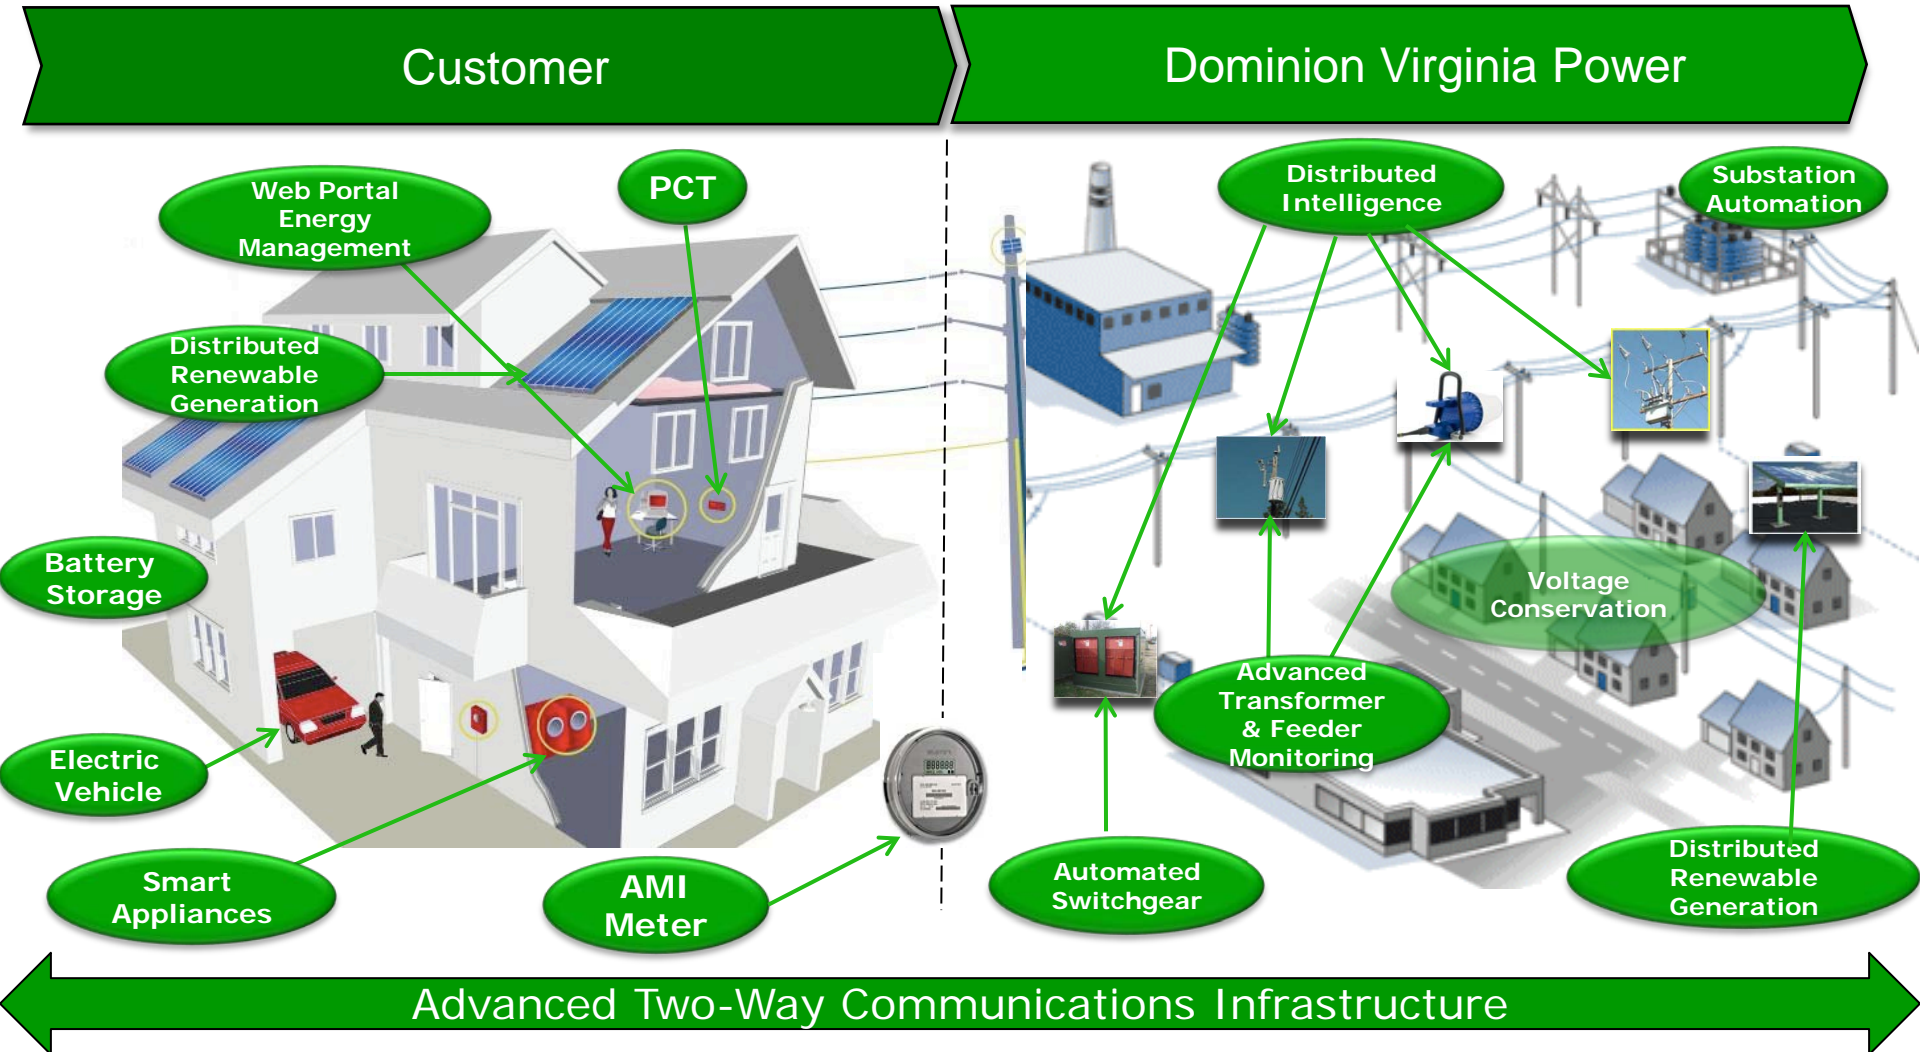 Customer
Dominion Virginia Power
Web Portal
Energy
Management
PCT
Distributed
Intelligence
Substation
Automation
Distributed
Renewable
Generation
Battery
Storage
Voltage
Conservation
Electric
Vehicle
Advanced
Transformer
& Feeder
Monitoring
Smart
Appliances
AMI
Meter
Automated
Switchgear
Distributed
Renewable
Generation
Advanced Two-Way Communications Infrastructure